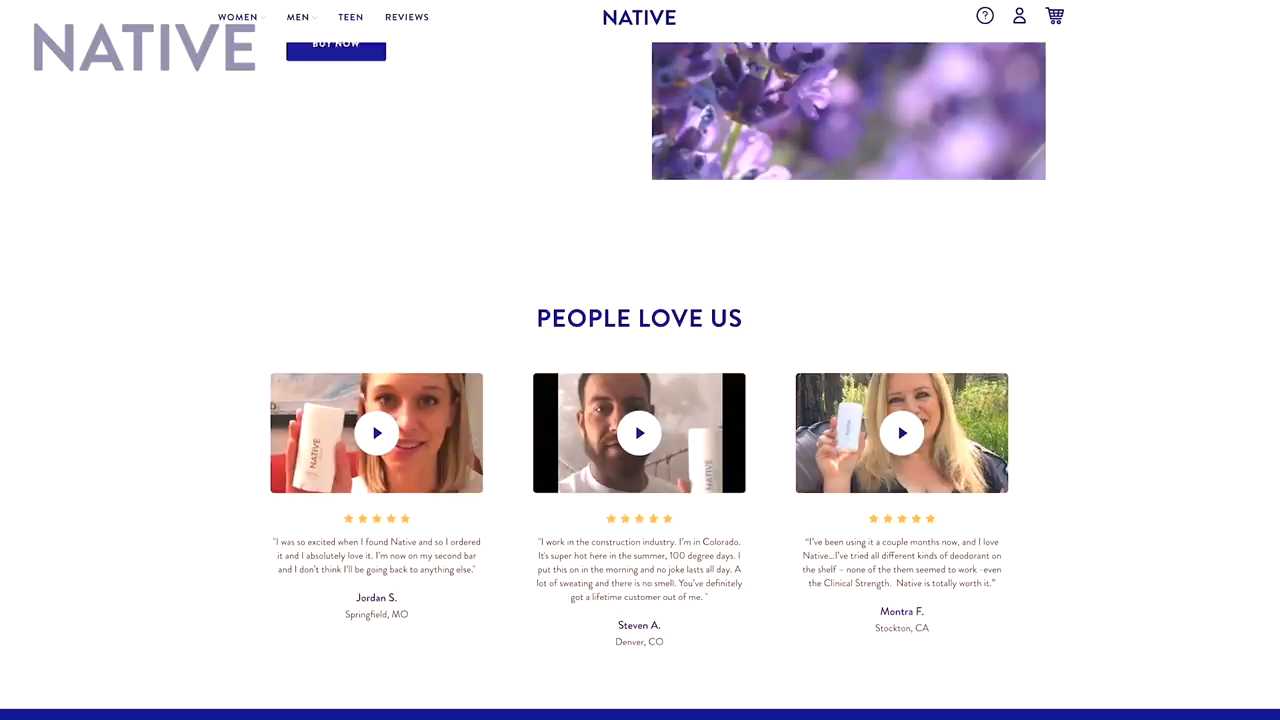 WOMEN MEN TEEN REVIEWS
NATIVE
NATIVE
BUY NOW
PEOPLE LOVE US
NATIVE
NATIVE
NATIVE
"I was so excited when I found Native and so I ordered
it and I absolutely love it. I'm now on my second bar
and I don't think I'll be going back to anything else."
Jordan S.
Springfield, MO
"I work in the construction industry. I'm in Colorado.
It's super hot here in the summer, 100 degree days. I
put this on in the morning and no joke lasts all day. A
lot of sweating and there is no smell. You've definitely
got a lifetime customer out of me. "
Steven A.
Denver, CO
"I've been using it a couple months now, and I love
Native...I've tried all different kinds of deodorant on
the shelf – none of the them seemed to work -even
the Clinical Strength.  Native is totally worth it."
Montra F.
Stockton, CA